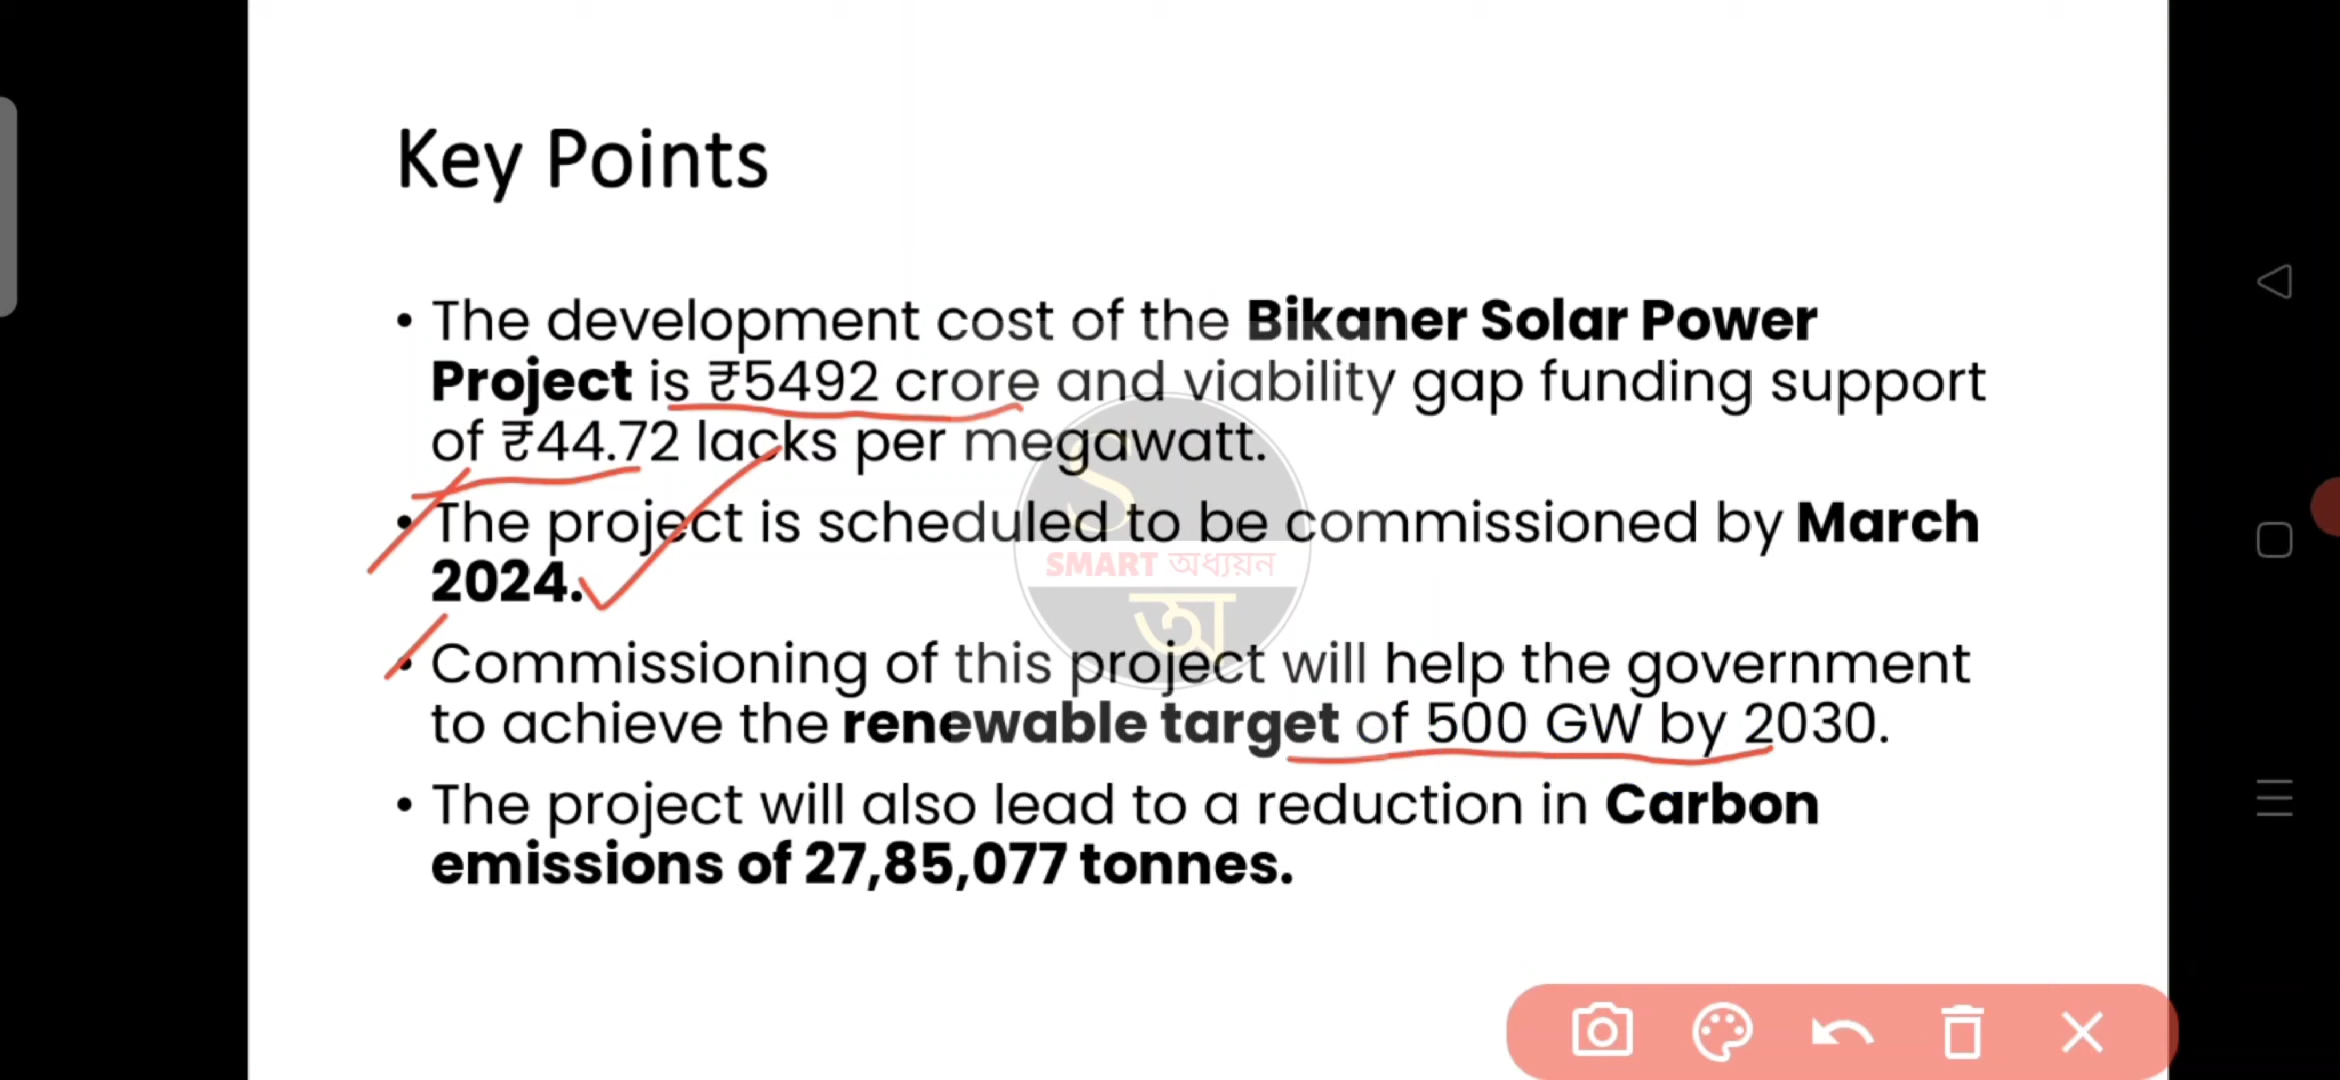 Key Points
• The development cost of the Bikaner Solar Power
Project is ₹5492 crore and viability gap funding support
of ₹44.72 lacks per megawatt.
• The project is scheduled to be commissioned by March
2024.
• Commissioning of this project will help the government
to achieve the renewable target of 500 GW by 2030.
• The project will also lead to a reduction in Carbon
emissions of 27,85,077 tonnes.
S
SMART অধ্যয়ন
অ